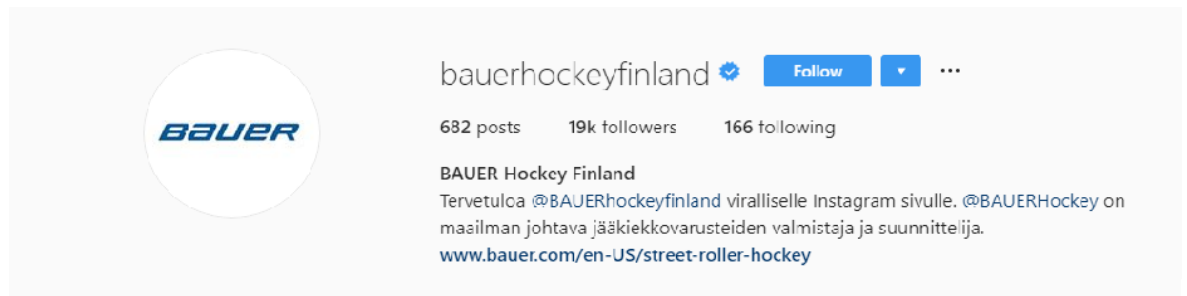 BAUER
bauerhockeyfinland
Follow
682 posts 19k followers 166 following
BAUER Hockey Finland
Tervetuloa @BAUERhockeyfinland viralliselle Instagram sivulle. @BAUERHockey on
maailman johtava jääkiekkovarusteiden valmistaja ja suunnittelija.
www.bauer.com/en-US/street-roller-hockey